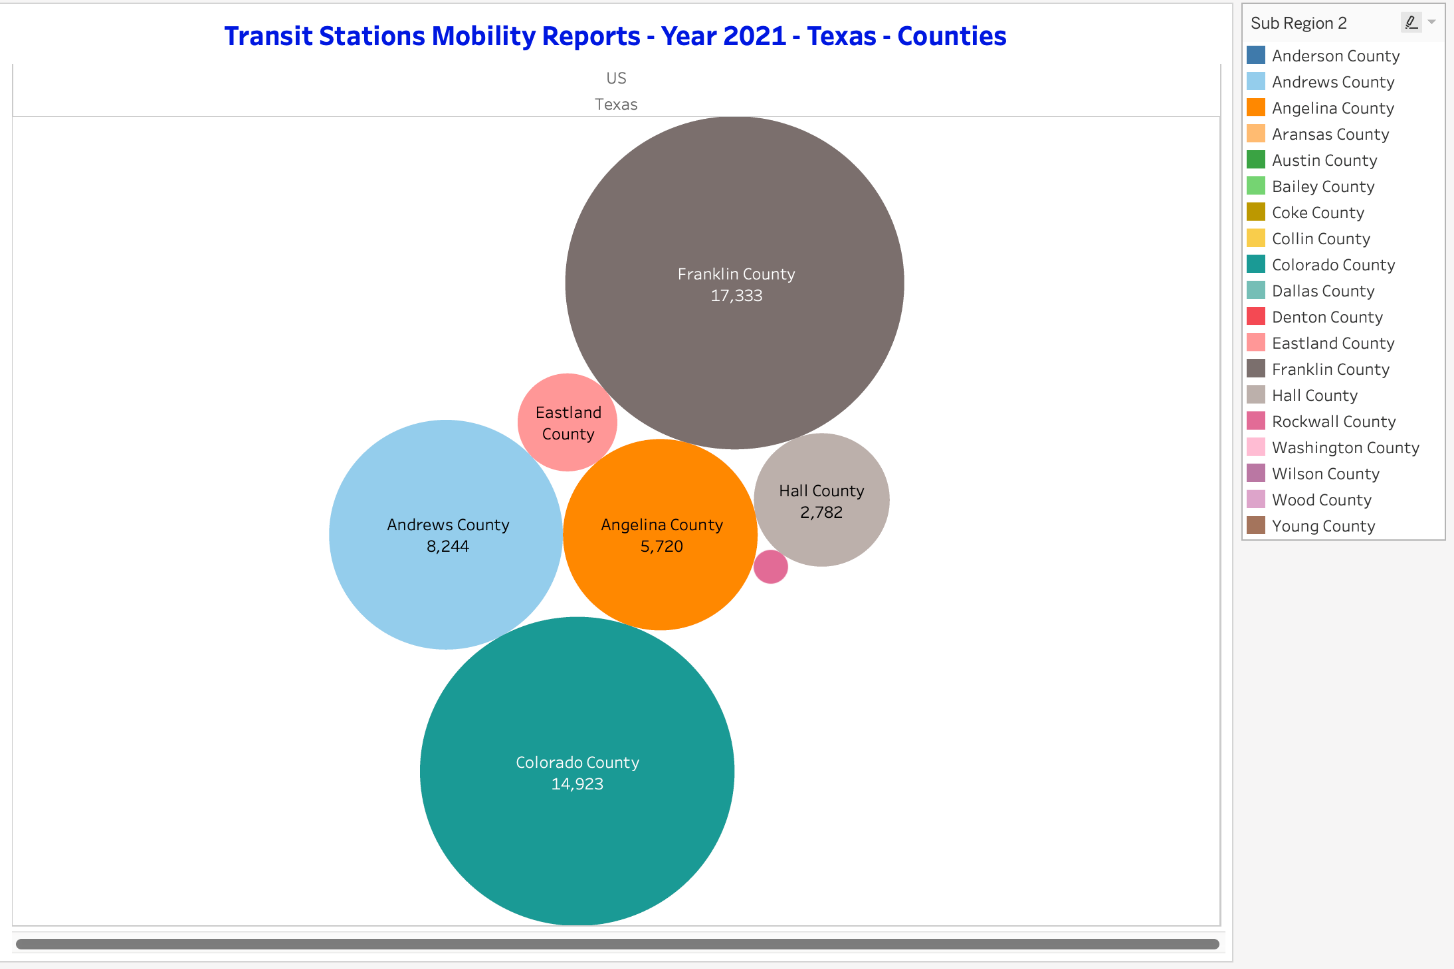 Transit Stations Mobility Reports - Year 2021 - Texas - Counties
US
Texas
Franklin County
17,333
Eastland
County
Andrews County
8,244
Angelina County
5,720
Hall County
2,782
Colorado County
14,923
Sub Region 2
Anderson County
Andrews County
Angelina County
Aransas County
Austin County
Bailey County
Coke County
Collin County
Colorado County
Dallas County
Denton County
Eastland County
Franklin County
Hall County
Rockwall County
Washington County
Wilson County
Wood County
Young County